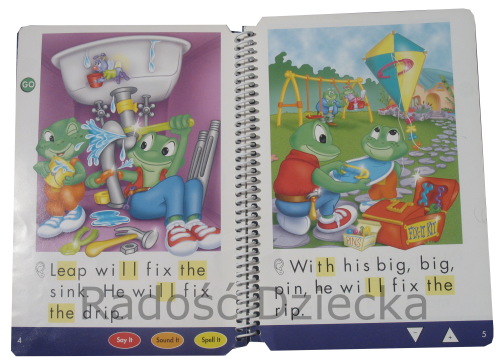 GO
Leap will fix the
sink. He will fix
the drip.
4
Say It
Sound It
Spell It
With his big, big,
pin, he will fix the
rip.
PINS!
FIX-IT KIT
5
Radość Dziecka